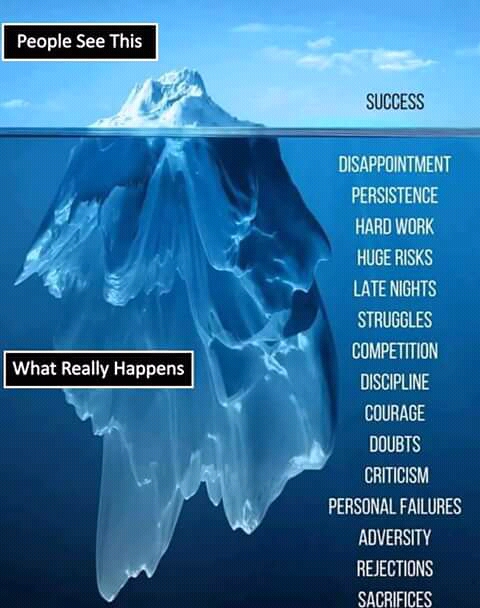 People See This
SUCCESS
DISAPPOINTMENT
PERSISTENCE
HARD WORK
HUGE RISKS
LATE NIGHTS
STRUGGLES
COMPETITION
What Really Happens
DISCIPLINE
COURAGE
DOUBTS
CRITICISM
PERSONAL FAILURES
ADVERSITY
REJECTIONS
SACRIFICES